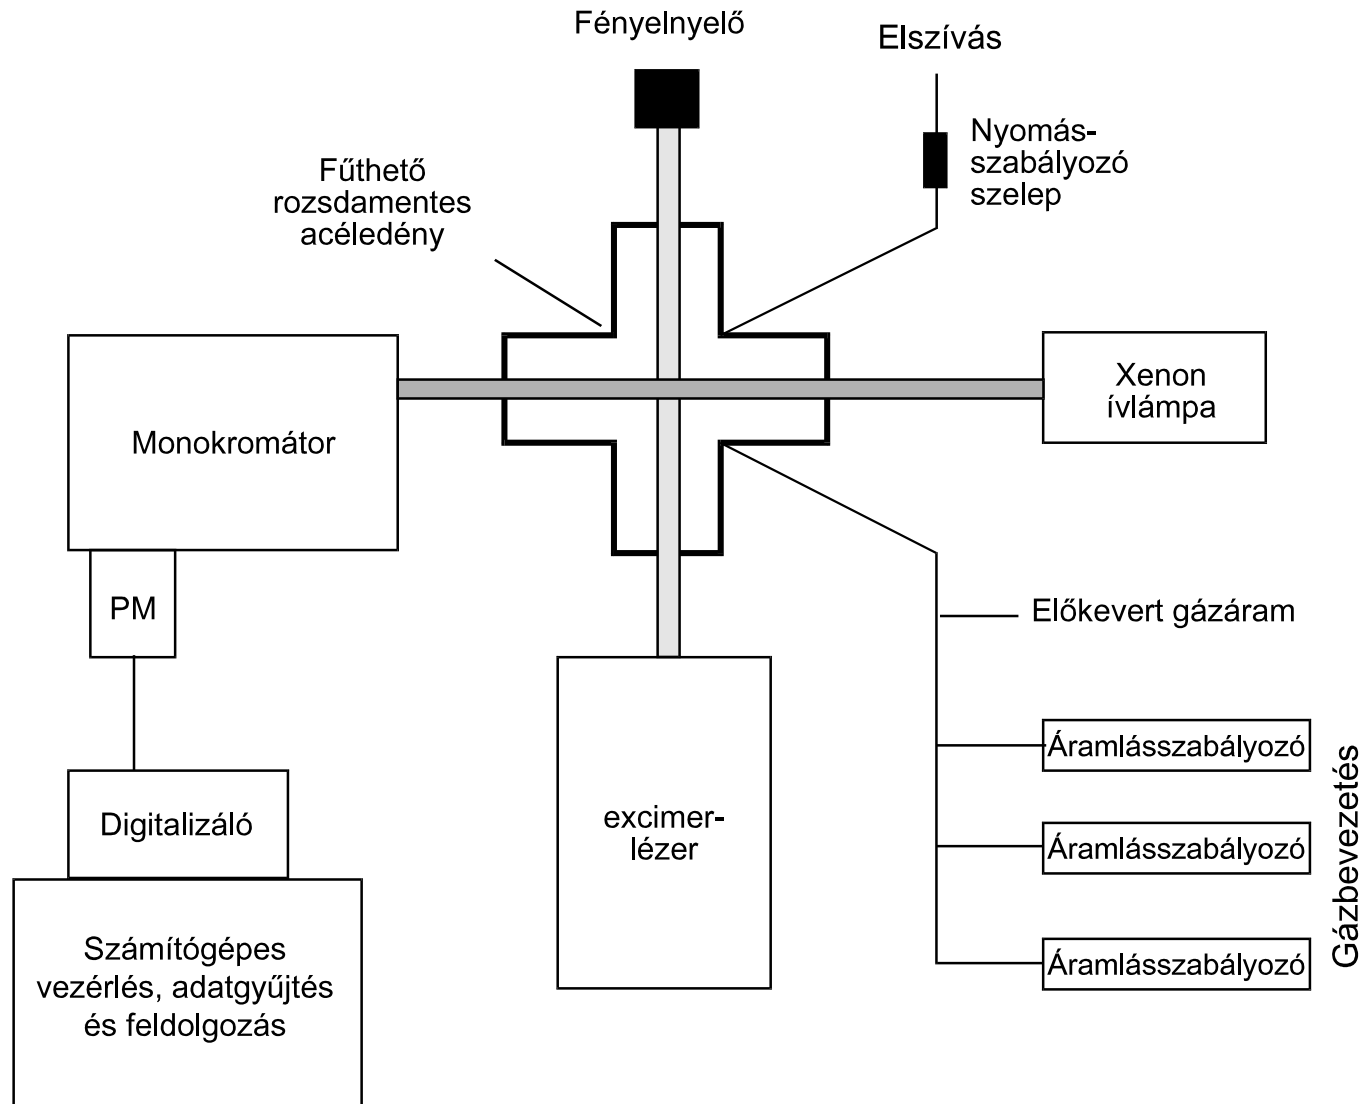 Fényelnyelő
Elszívás
Nyomás-
szabályozó
szelep
Fűthető
rozsdamentes
acéledény
Monokromátor
Xenon
ívlámpa
PM
Előkevert gázáram
Digitalizáló
excimer-
lézer
Áramlásszabályozó
Áramlásszabályozó
Áramlásszabályozó
Gázbevezetés
Számítógépes
vezérlés, adatgyűjtés
és feldolgozás